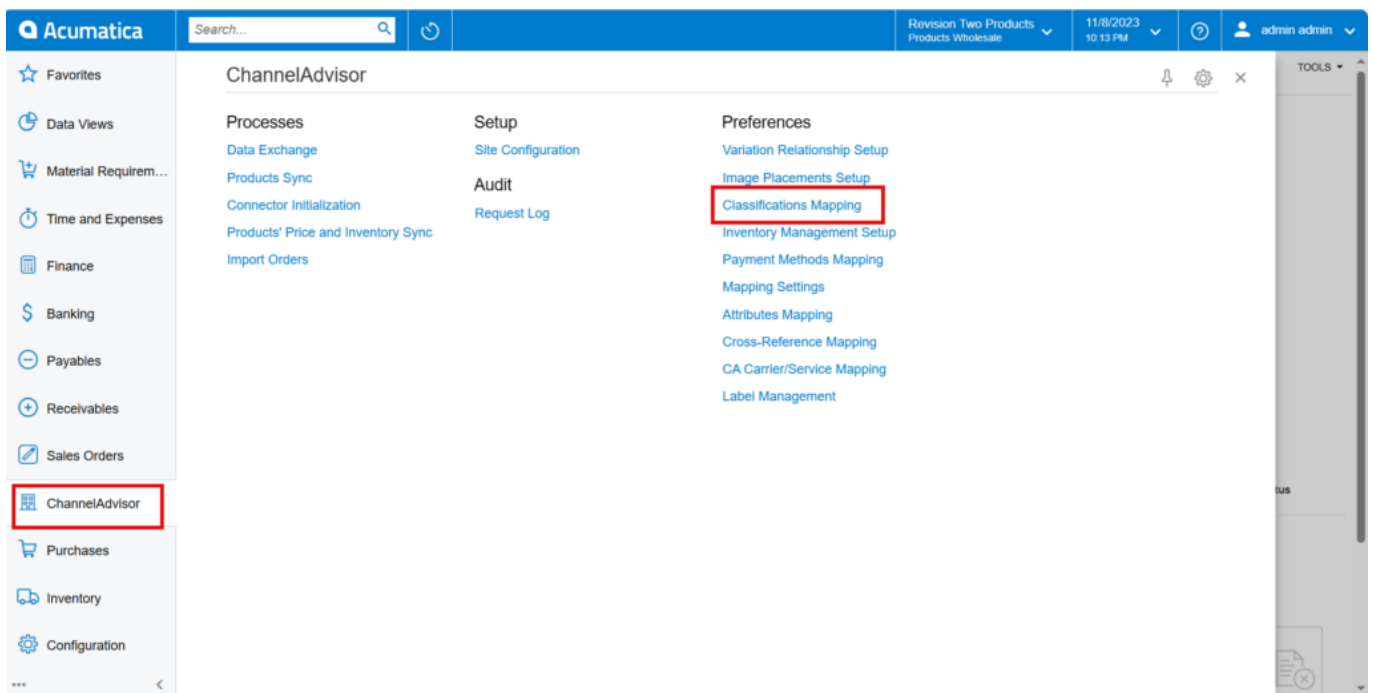 Acumatica
Search...
Revision Two Products
Products Wholesale
11/8/2023
10:13 PM
admin admin
Favorites
Data Views
Material Requirem...
Time and Expenses
Finance
Banking
Payables
Receivables
Sales Orders
ChannelAdvisor
Purchases
Inventory
Configuration
ChannelAdvisor
Processes
Data Exchange
Products Sync
Connector Initialization
Products' Price and Inventory Sync
Import Orders
Setup
Site Configuration
Audit
Request Log
Preferences
Variation Relationship Setup
Image Placements Setup
Classifications Mapping
Inventory Management Setup
Payment Methods Mapping
Mapping Settings
Attributes Mapping
Cross-Reference Mapping
CA Carrier/Service Mapping
Label Management
TOOLS
tus